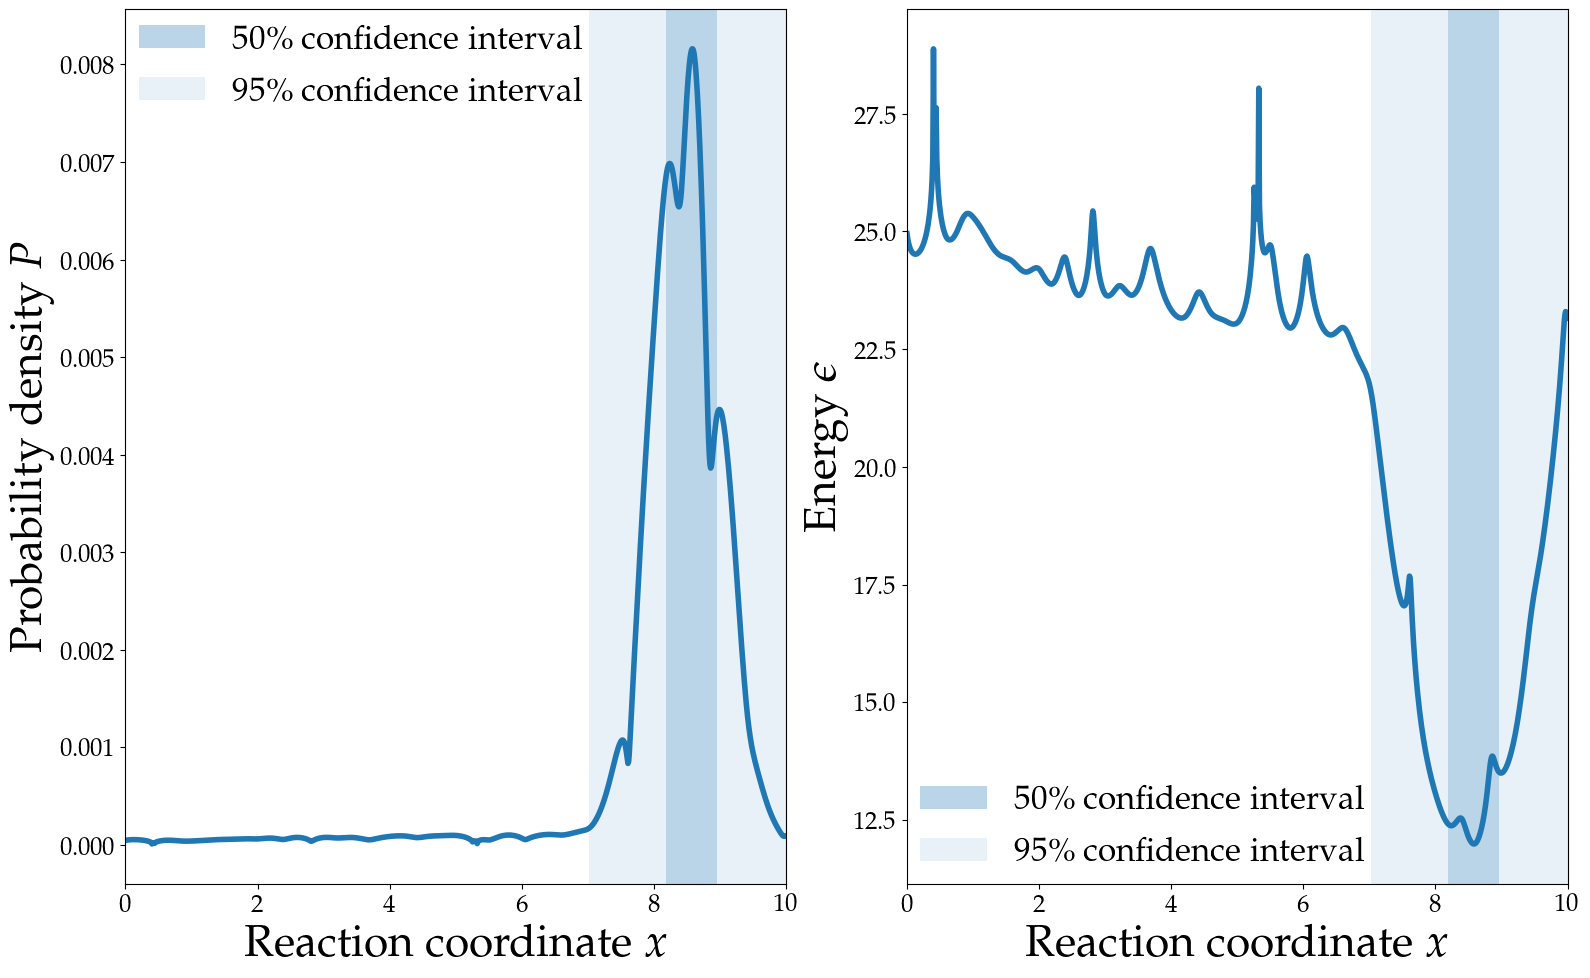 50% confidence interval
95% confidence interval
Probability density P
0.008
0.007
0.006
0.005
0.004
0.003
0.002
0.001
0.000
0 2 4 6 8 10
Reaction coordinate x
Energy ϵ
27.5
25.0
22.5
20.0
17.5
15.0
12.5
50% confidence interval
95% confidence interval
0 2 4 6 8 10
Reaction coordinate x